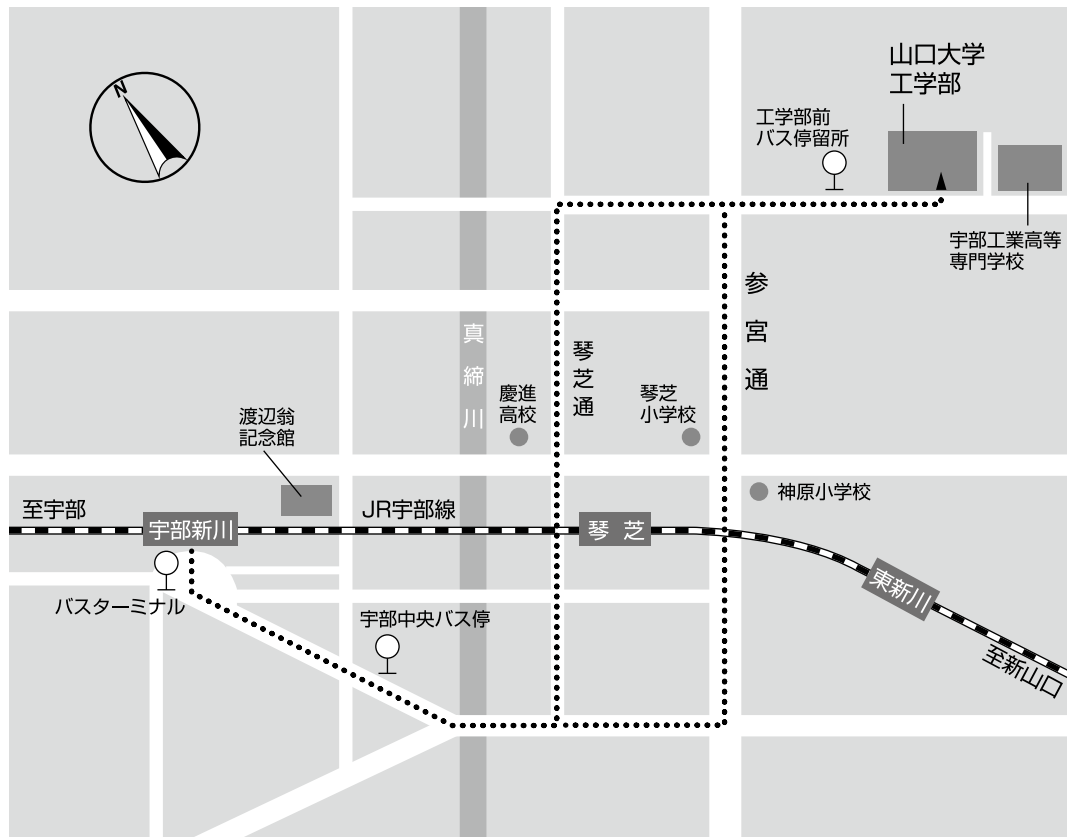 N
山口大学
工学部
工学部前
バス停留所
宇部工業高等
専門学校
参宮通
真締川
琴芝通
慶進
高校
琴芝
小学校
渡辺翁
記念館
神原小学校
至宇部
JR宇部線
宇部新川
琴芝
東新川
バスターミナル
宇部中央バス停
至新山口